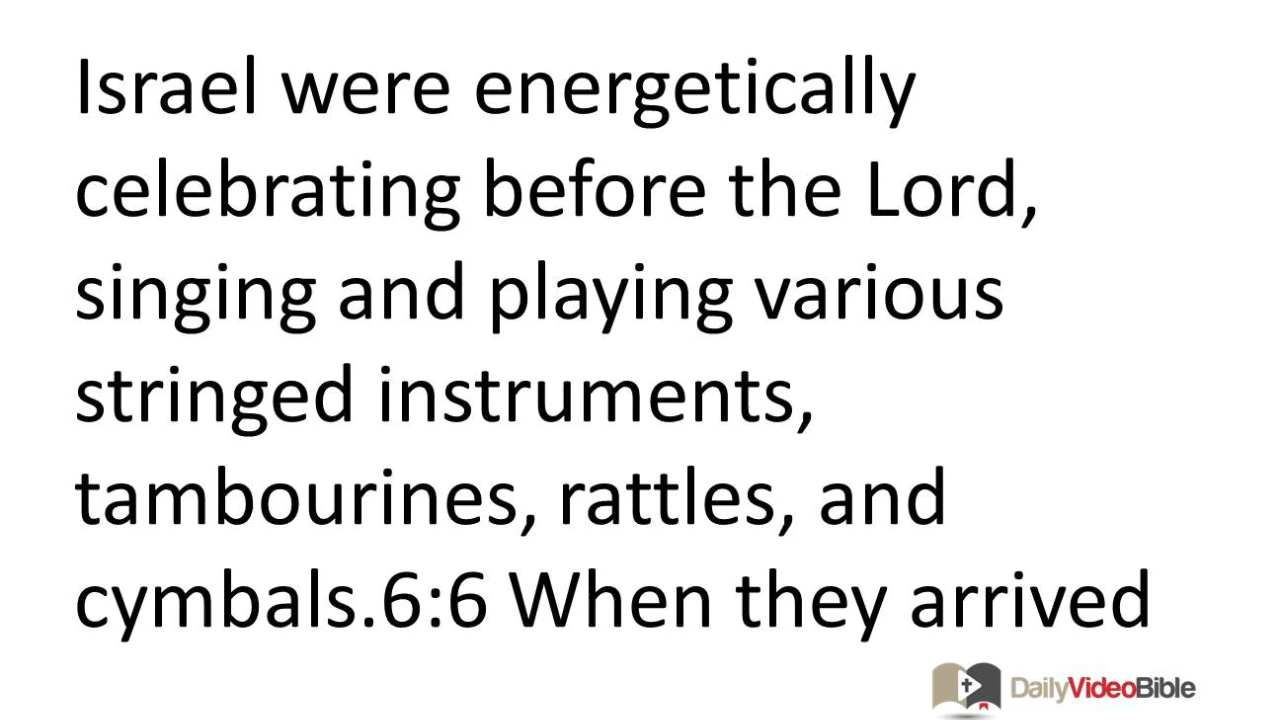 Israel were energetically
celebrating before the Lord,
singing and playing various
stringed instruments,
tambourines, rattles, and
cymbals.6:6 When they arrived
DailyVideoBible